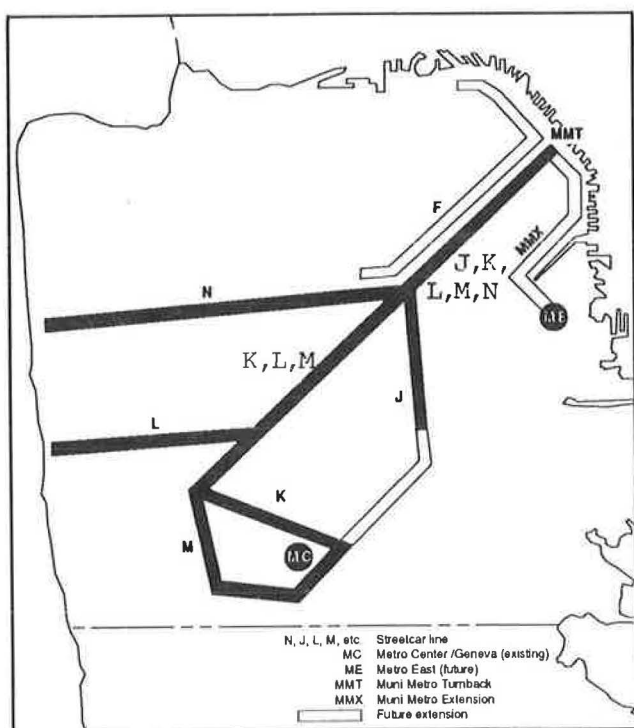 MMT
F
MMX
J,K,
L,M,N
ME
N
K,L,M
J
L
K
M
MC
N, J, L, M, etc. Streetcar line
MC Metro Center /Geneva (existing)
ME Metro East (future)
MMT Muni Metro Turnback
MMX Muni Metro Extension
Future extension